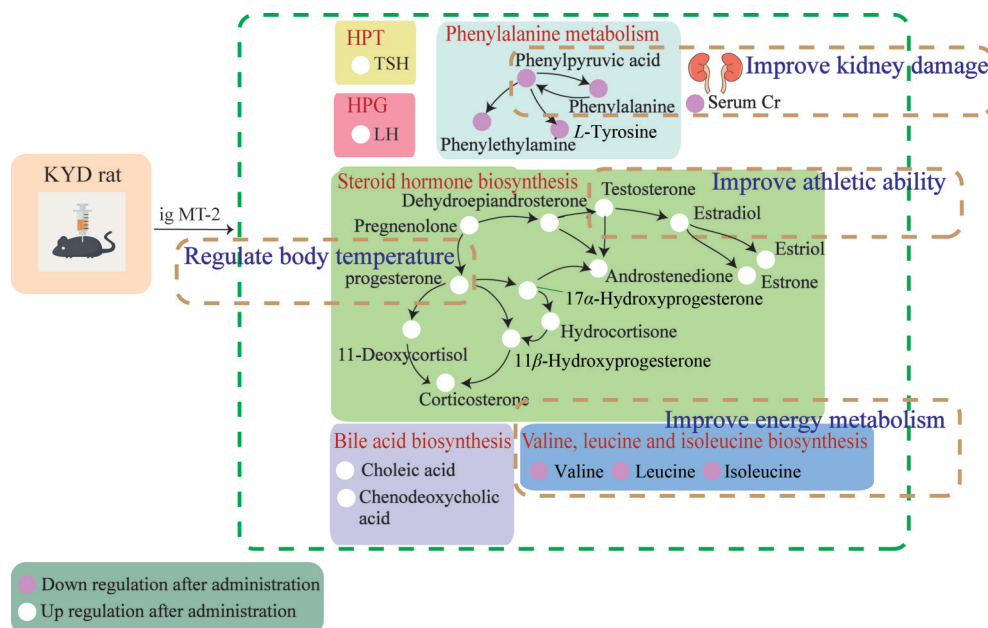 HPT
TSH
HPG
LH
Phenylalanine metabolism
Phenylpyruvic acid
Phenylalanine
Phenylethylamine
L-Tyrosine
Improve kidney damage
Serum Cr
KYD rat
ig MT-2
Steroid hormone biosynthesis
Dehydroepiandrosterone
Testosterone
Improve athletic ability
Pregnenolone
Estradiol
Estriol
Estrone
Regulate body temperature
progesterone
Androstenedione
17α-Hydroxyprogesterone
Hydrocortisone
11-Deoxycortisol
11β-Hydroxyprogesterone
Corticosterone
Improve energy metabolism
Bile acid biosynthesis
Choleic acid
Chenodeoxycholic
acid
Valine, leucine and isoleucine biosynthesis
Valine
Leucine
Isoleucine
Down regulation after administration
Up regulation after administration